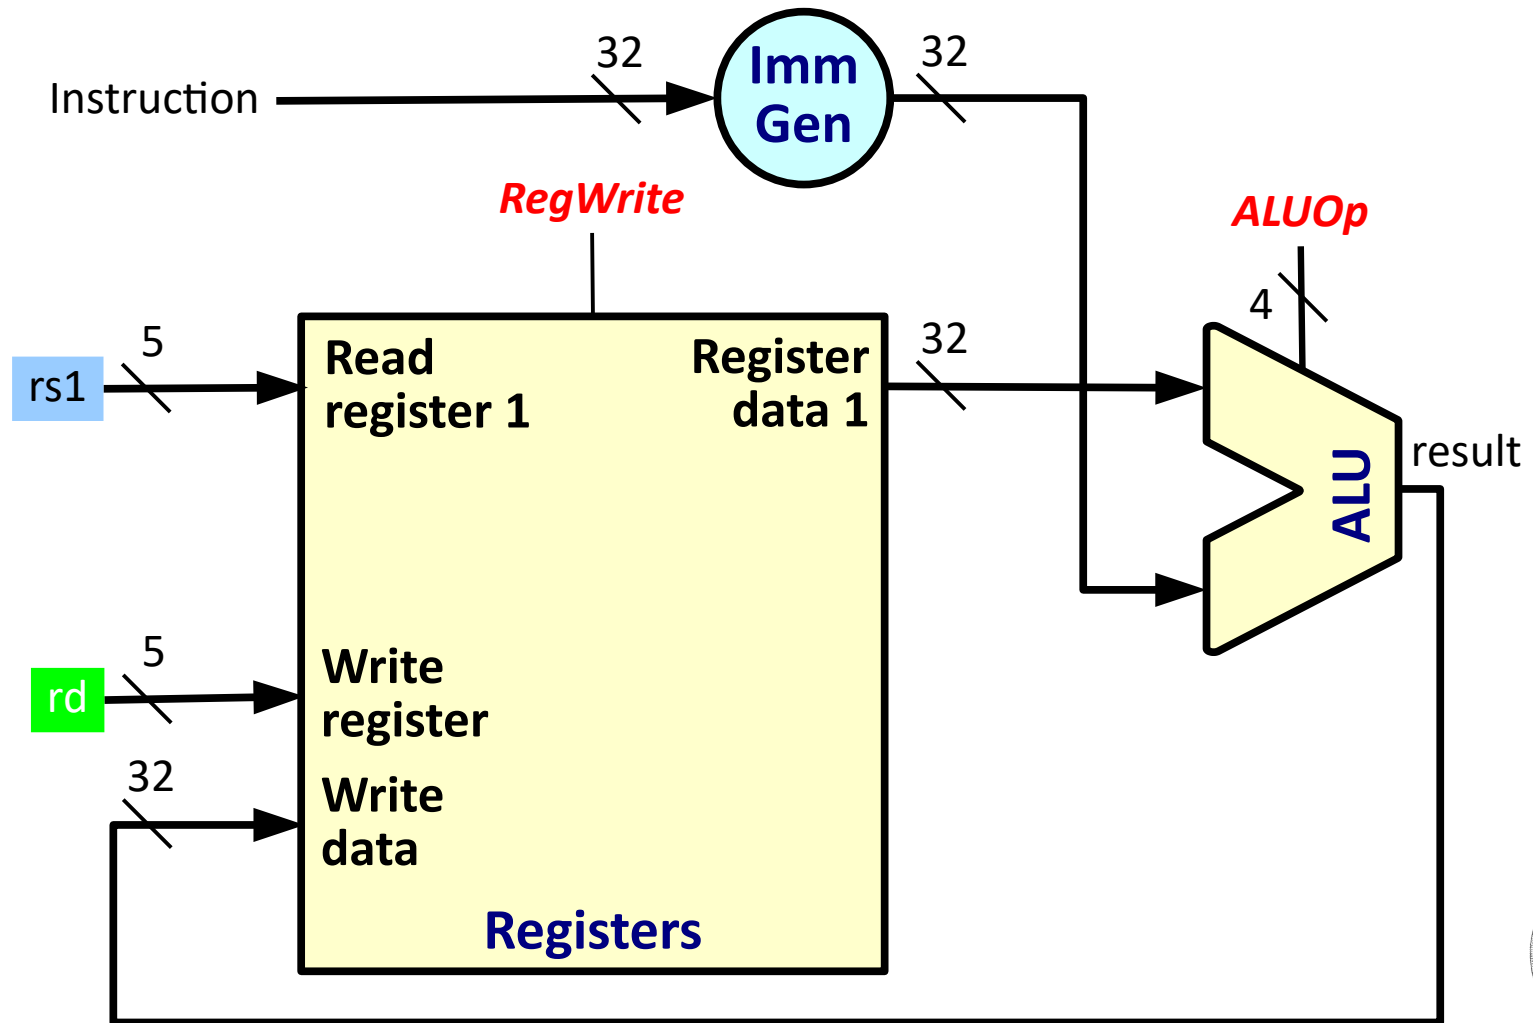 32
32
Instruction
Imm
Gen
RegWrite
ALUOp
4
5
rs1
Read
register 1
Register
data 1
32
result
ALU
5
rd
Write
register
32
Write
data
Registers